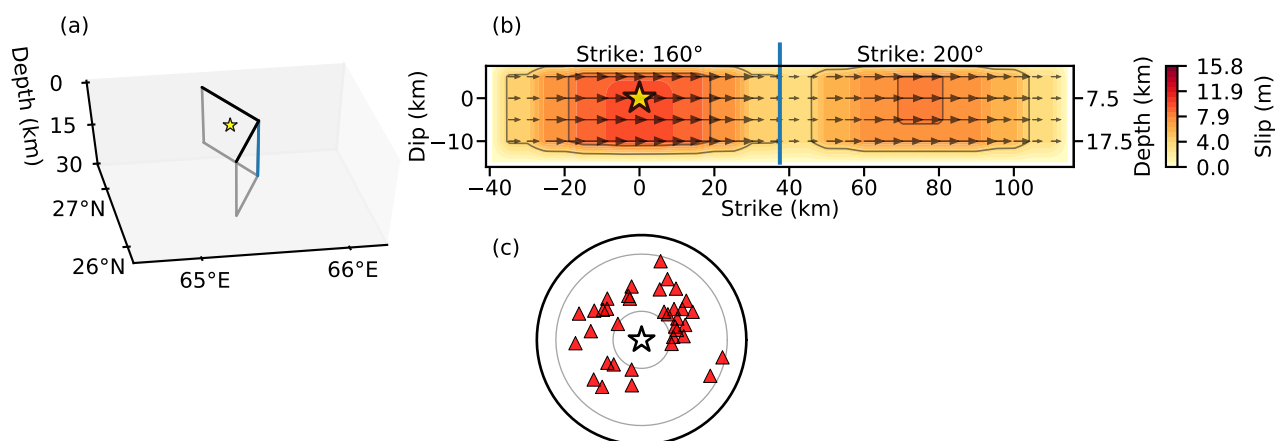 (a)
Depth (km)
0
15
30
27°N
26°N
65°E
66°E
(b)
Strike: 160°
Strike: 200°
Dip (km)
0
−10
7.5
17.5
Depth (km)
−40
−20
0
20
40
60
80
100
Strike (km)
15.8
11.9
7.9
4.0
0.0
Slip (m)
(c)